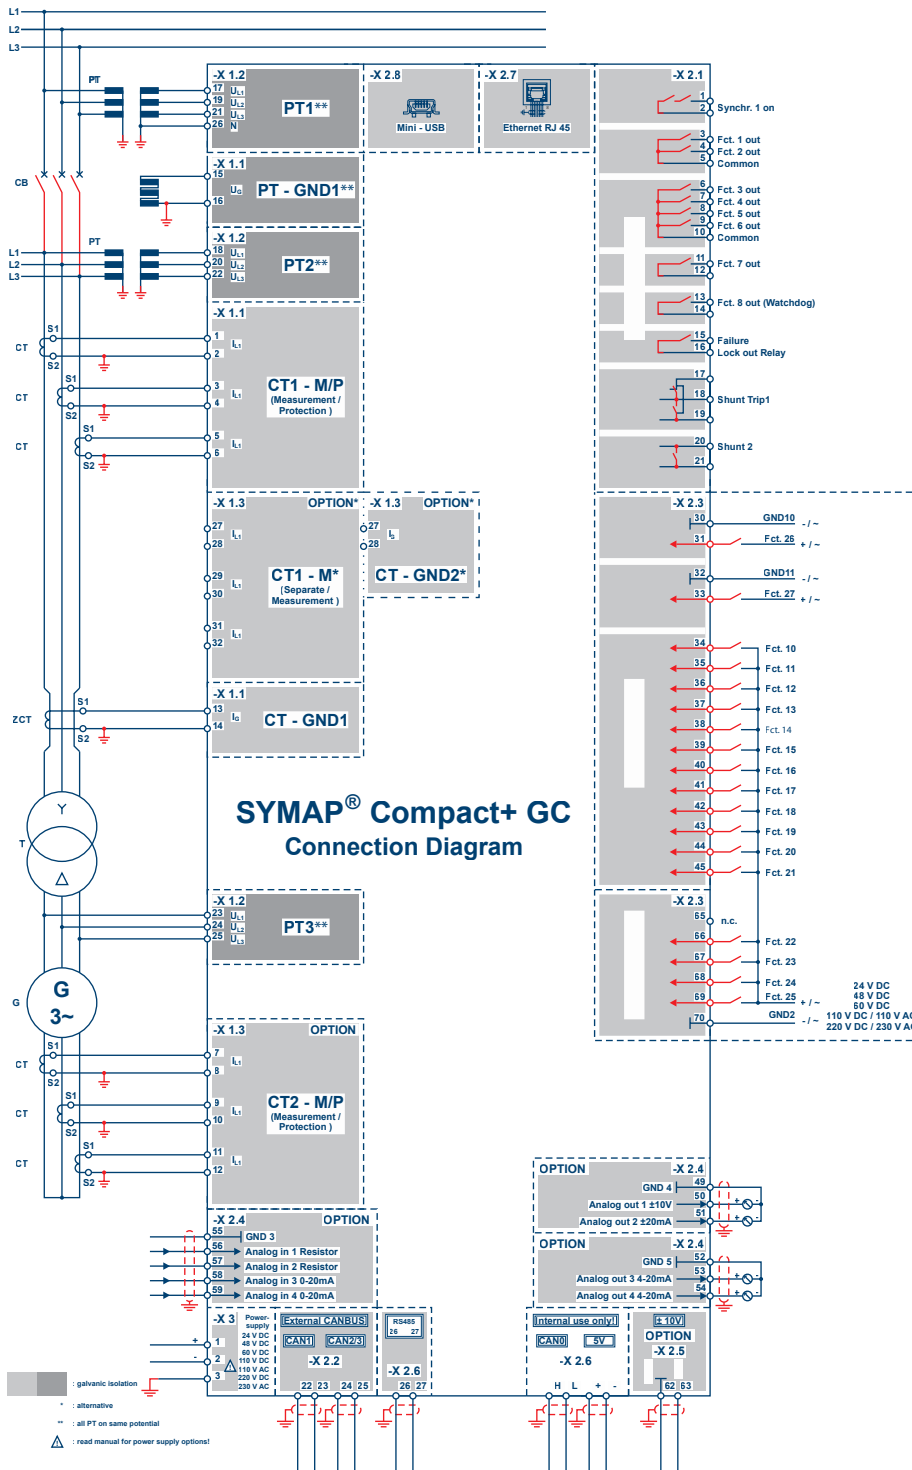 L1
L2
L3
PT
-X 1.2
17 UL1
19 UL2
21 UL3
26 N
PT1**
-X 2.8
Mini - USB
-X 2.7
Ethernet RJ 45
-X 2.1
1
2 Synchr. 1 on
3 Fct. 1 out
4 Fct. 2 out
5 Common
CB
-X 1.1
15
UG
16
PT - GND1**
6 Fct. 3 out
7 Fct. 4 out
8 Fct. 5 out
9 Fct. 6 out
10 Common
L1
L2
L3
PT
-X 1.2
18 UL1
20 UL2
22 UL3
PT2**
11 Fct. 7 out
12
13 Fct. 8 out (Watchdog)
14
15 Failure
16 Lock out Relay
CT
S1
S2
CT
S1
S2
CT
S1
S2
-X 1.1
1
IL1
2
3
IL1
4
5
IL1
6
CT1 - M/P
(Measurement /
Protection )
17
18 Shunt Trip1
19
20 Shunt 2
21
-X 1.3 OPTION*
27
IL1
28
29
IL1
30
31
IL1
32
CT1 - M*
(Separate /
Measurement )
-X 1.3 OPTION*
27
IG
28
CT - GND2*
-X 2.3
30 GND10 - / ~
31 Fct. 26 + / ~
32 GND11 - / ~
33 Fct. 27 + / ~
34 Fct. 10
35 Fct. 11
36 Fct. 12
37 Fct. 13
38 Fct. 14
39 Fct. 15
40 Fct. 16
41 Fct. 17
42 Fct. 18
43 Fct. 19
44 Fct. 20
45 Fct. 21
ZCT
S1
S2
-X 1.1
13
IG
14
CT - GND1
SYMAP® Compact+ GC
Connection Diagram
T
Y
△
-X 1.2
23 UL1
24 UL2
25 UL3
PT3**
-X 2.3
65 n.c.
66 Fct. 22
67 Fct. 23
68 Fct. 24
69 Fct. 25 + / ~
70 GND2 - / ~
24 V DC
48 V DC
60 V DC
110 V DC / 110 V AC
220 V DC / 230 V AC
G
G
3~
CT
S1
S2
CT
S1
S2
CT
S1
S2
-X 1.3 OPTION
7
IL1
8
9
IL1
10
11
IL1
12
CT2 - M/P
(Measurement /
Protection )
OPTION -X 2.4
GND 4 49
Analog out 1 ±10V 50 + -
Analog out 2 ±20mA 51 + -
OPTION -X 2.4
GND 5 52
Analog out 3 4-20mA 53 + -
Analog out 4 4-20mA 54 + -
-X 2.4 OPTION
55 GND 3
56 Analog in 1 Resistor
57 Analog in 2 Resistor
58 Analog in 3 0-20mA
59 Analog in 4 0-20mA
-X 3
Power-
supply
24 V DC
48 V DC
60 V DC
110 V DC
110 V AC
220 V DC
230 V AC
+ 1
- 2
3
External CANBUS
CAN1 CAN2/3
-X 2.2
22 23 24 25
RS485
26 27
-X 2.6
26 27
Internal use only!
CAN0 5V
-X 2.6
H L + -
± 10V
OPTION
-X 2.5
62 63
: galvanic isolation
* : alternative
** : all PT on same potential
: read manual for power supply options!